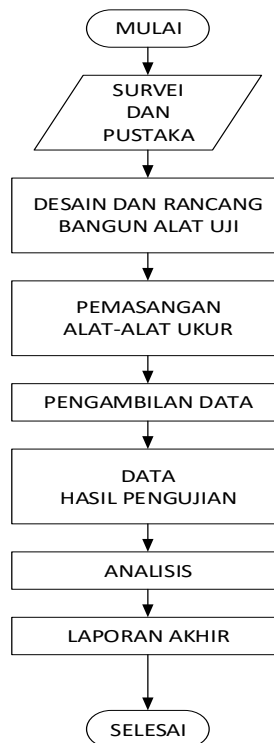 MULAI
SURVEI
DAN
PUSTAKA
DESAIN DAN RANCANG
BANGUN ALAT UJI
PEMASANGAN
ALAT-ALAT UKUR
PENGAMBILAN DATA
DATA
HASIL PENGUJIAN
ANALISIS
LAPORAN AKHIR
SELESAI